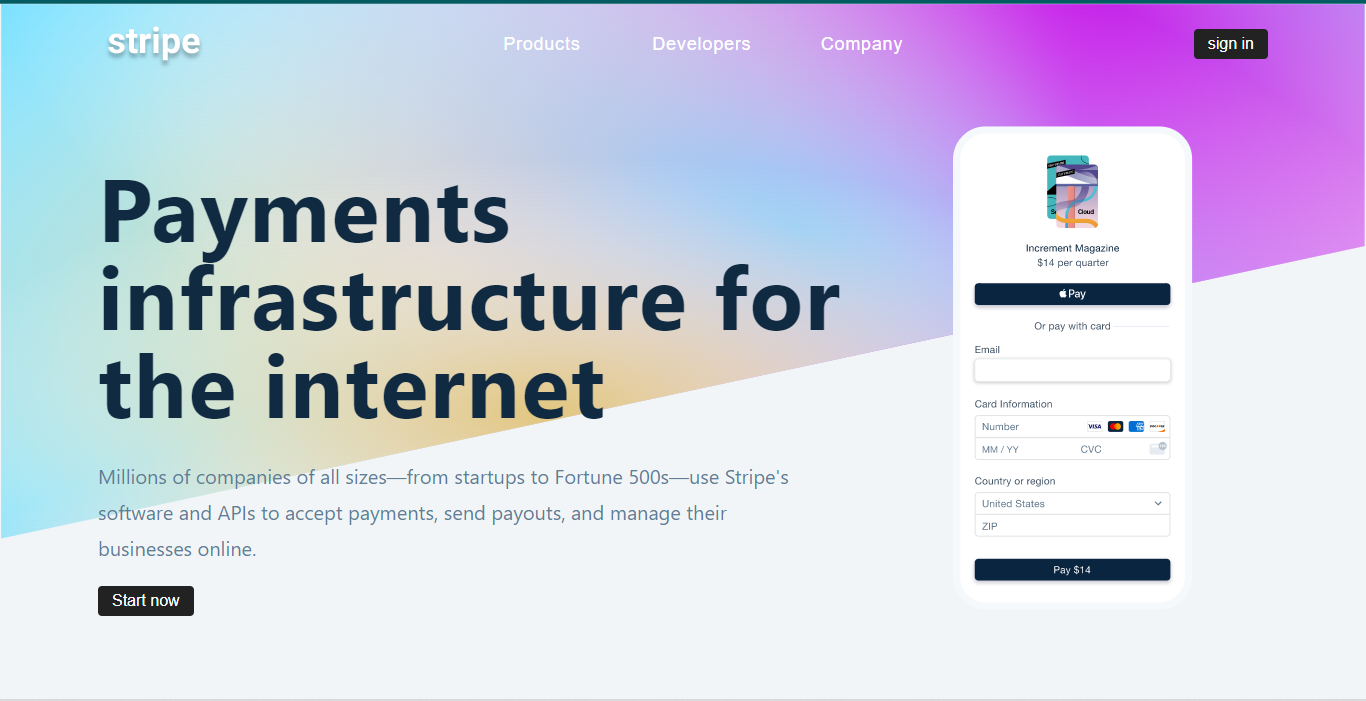 stripe
Products
Developers
Company
sign in
Payments
infrastructure for
the internet
Millions of companies of all sizes—from startups to Fortune 500s—use Stripe's
software and APIs to accept payments, send payouts, and manage their
businesses online.
Start now
Cloud
Increment Magazine
$14 per quarter
Pay
Or pay with card
Email
Card Information
Number
VISA
MM / YY
CVC
Country or region
United States
ZIP
Pay $14